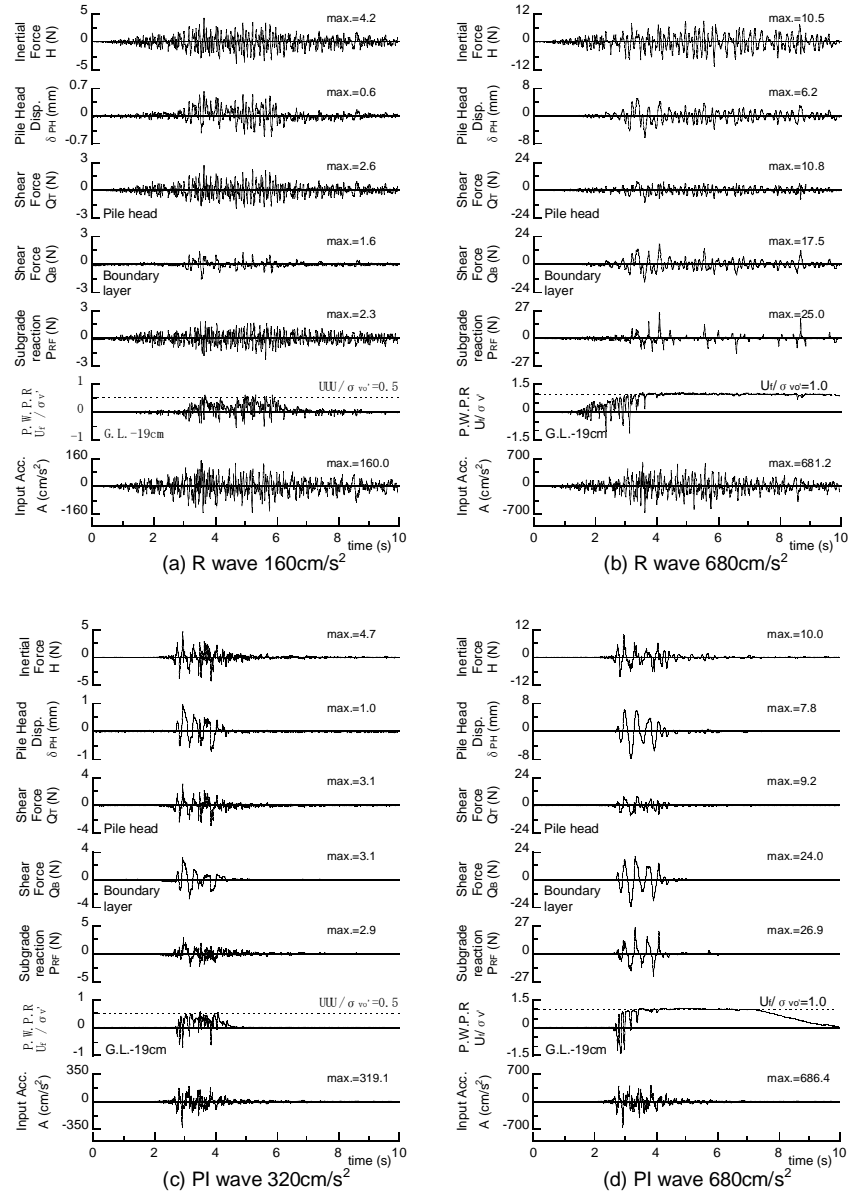 Inertial Force H (N)
5
0
-5
max.=4.2
Pile Head Disp. δ PH (mm)
0.7
0
-0.7
max.=0.6
Shear Force QT (N)
3
0
-3
max.=2.6
Pile head
Shear Force QB (N)
3
0
-3
max.=1.6
Boundary layer
Subgrade reaction PRF (N)
3
0
-3
max.=2.3
P.W.P.R Uf / σv'
1
0
-1
UUU/σvo'=0.5
G.L.-19cm
Input Acc. A (cm/s²)
160
0
-160
max.=160.0
0 2 4 6 8 10
time (s)
(a) R wave 160cm/s²
Inertial Force H (N)
12
0
-12
max.=10.5
Pile Head Disp. δ PH (mm)
8
0
-8
max.=6.2
Shear Force QT (N)
24
0
-24
max.=10.8
Pile head
Shear Force QB (N)
24
0
-24
max.=17.5
Boundary layer
Subgrade reaction PRF (N)
27
0
-27
max.=25.0
P.W.P.R Uf/σv'
1.5
0
-1.5
Uf/σvo'=1.0
G.L.-19cm
Input Acc. A (cm/s²)
700
0
-700
max.=681.2
0 2 4 6 8 10
time (s)
(b) R wave 680cm/s²
Inertial Force H (N)
5
0
-5
max.=4.7
Pile Head Disp. δ PH (mm)
1
0
-1
max.=1.0
Shear Force QT (N)
4
0
-4
max.=3.1
Pile head
Shear Force QB (N)
4
0
-4
max.=3.1
Boundary layer
Subgrade reaction PRF (N)
5
0
-5
max.=2.9
P.W.P.R Uf / σv'
1
0
-1
UUU/σvo'=0.5
G.L.-19cm
Input Acc. A (cm/s²)
350
0
-350
max.=319.1
0 2 4 6 8 10
time (s)
(c) PI wave 320cm/s²
Inertial Force H (N)
12
0
-12
max.=10.0
Pile Head Disp. δ PH (mm)
8
0
-8
max.=7.8
Shear Force QT (N)
24
0
-24
max.=9.2
Pile head
Shear Force QB (N)
24
0
-24
max.=24.0
Boundary layer
Subgrade reaction PRF (N)
27
0
-27
max.=26.9
P.W.P.R Uf/σv'
1.5
0
-1.5
Uf/σvo'=1.0
G.L.-19cm
Input Acc. A (cm/s²)
700
0
-700
max.=686.4
0 2 4 6 8 10
time (s)
(d) PI wave 680cm/s²